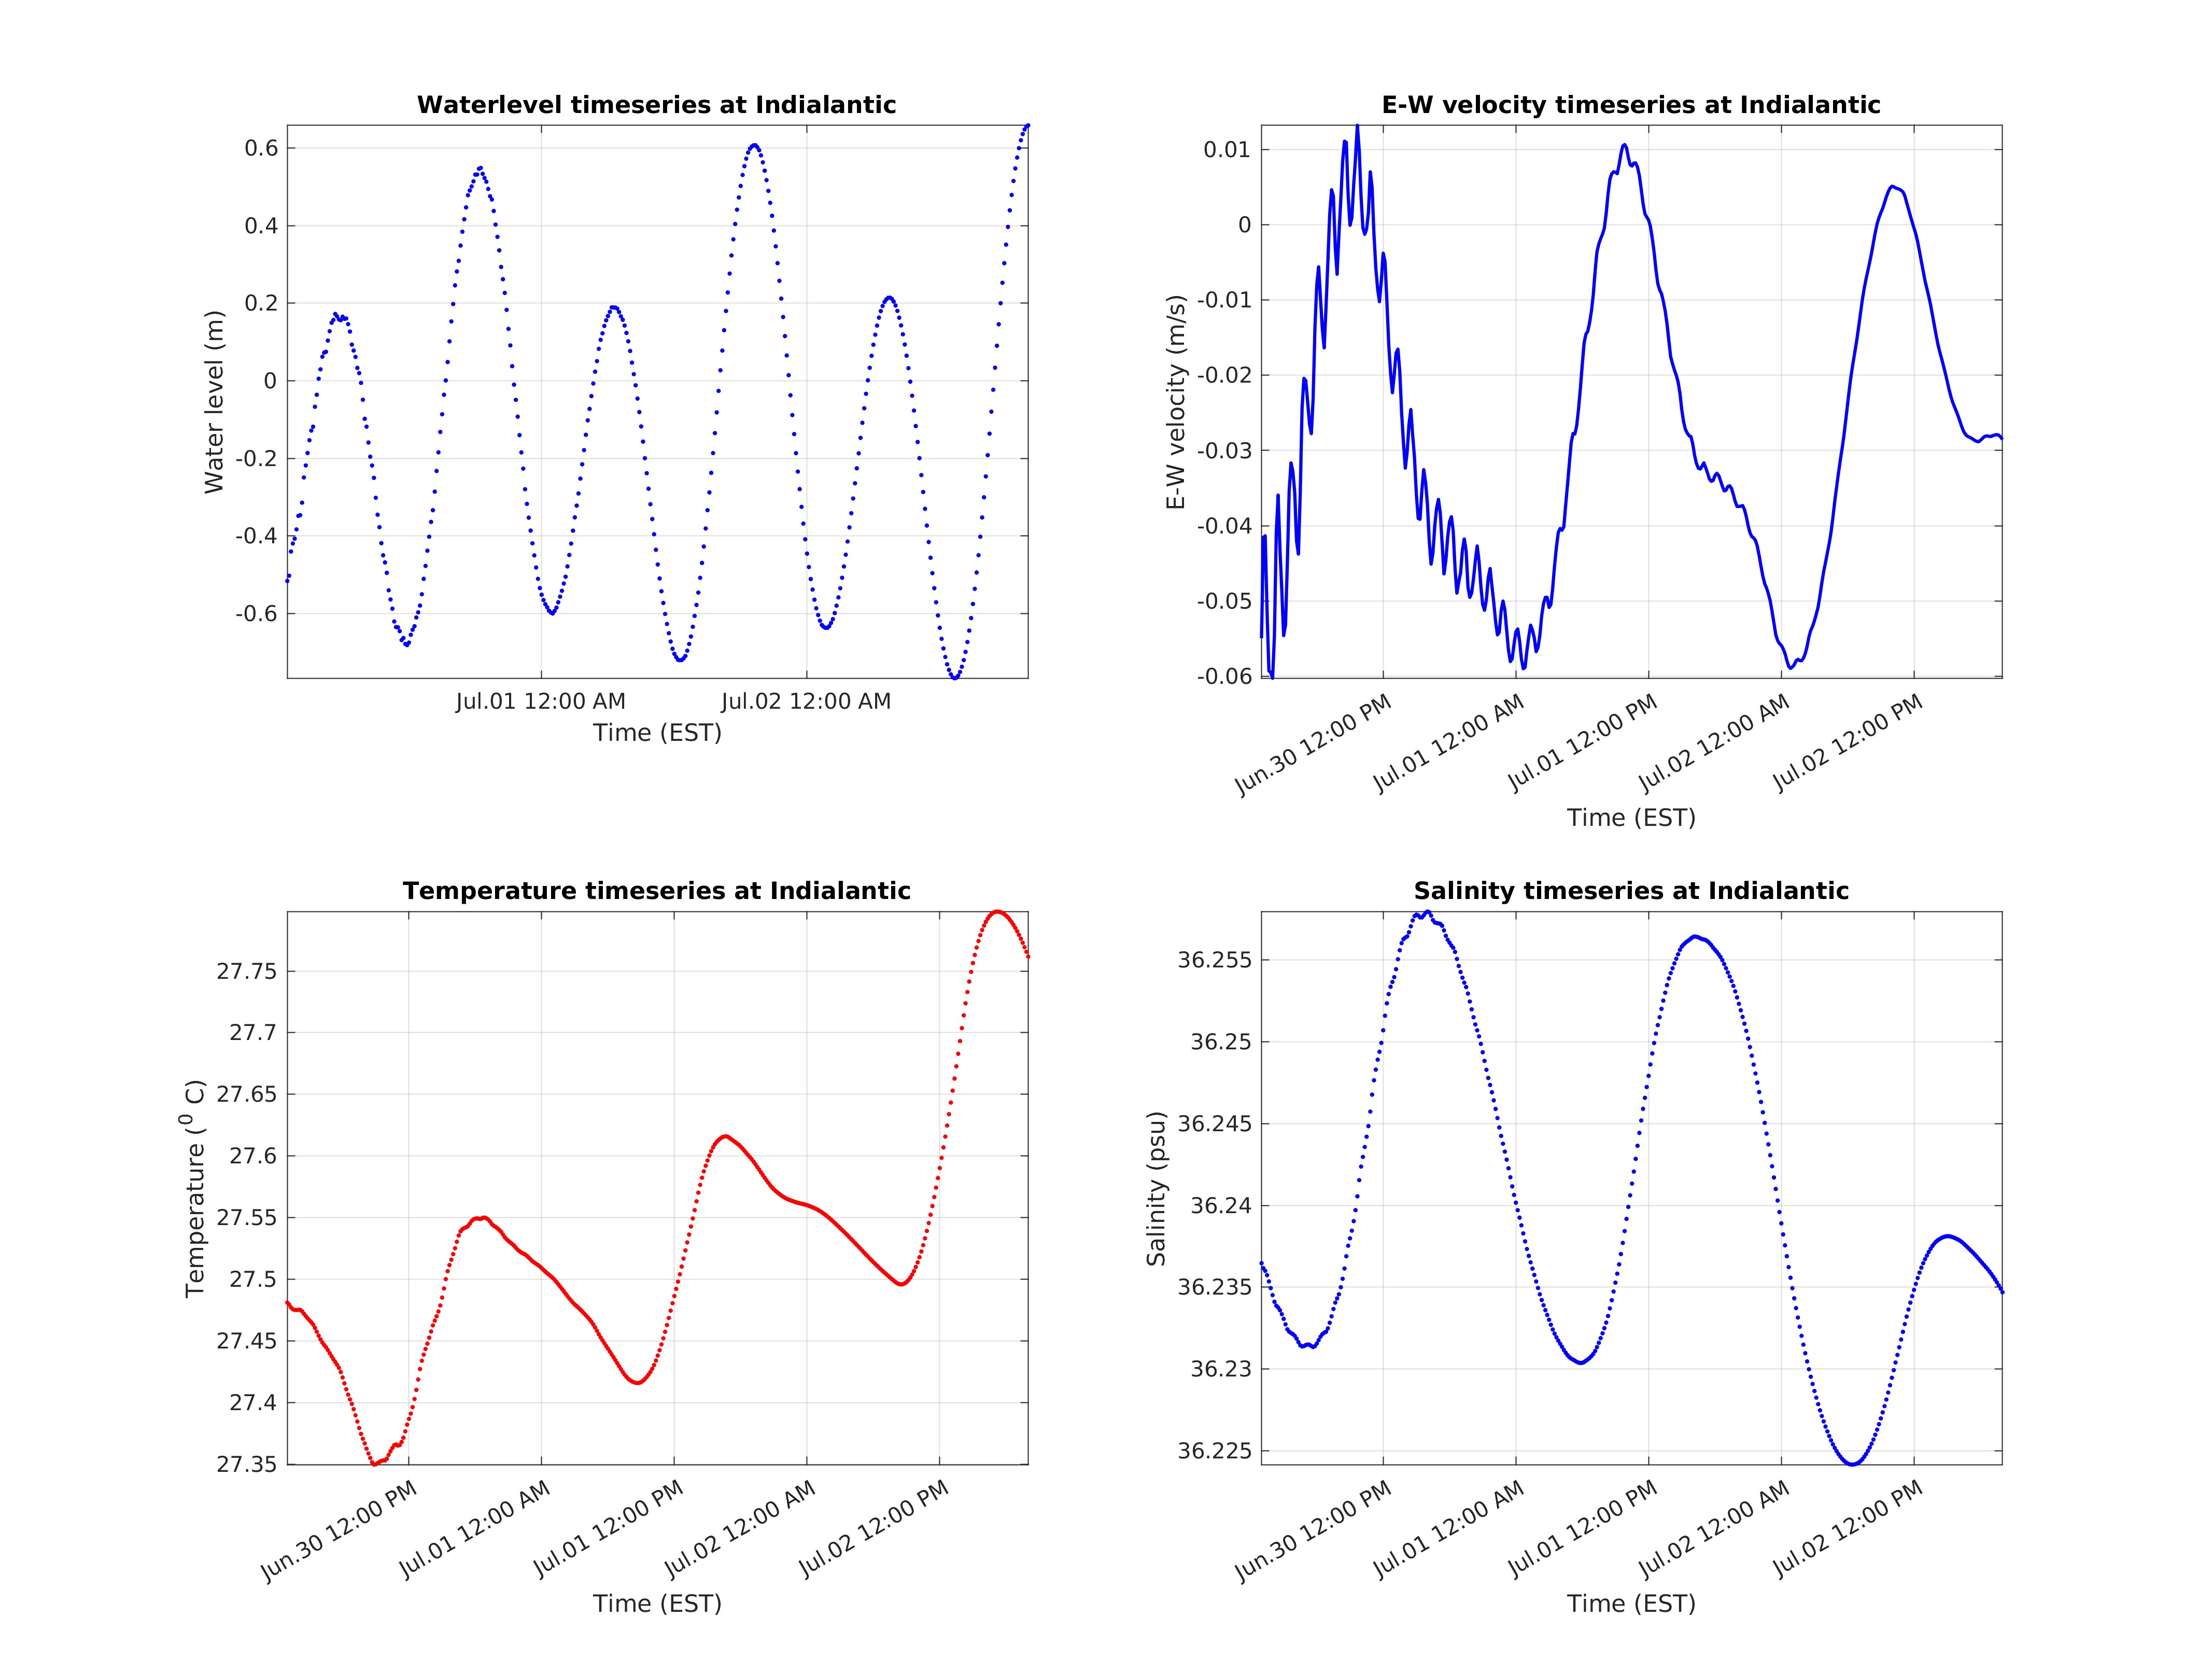 Waterlevel timeseries at Indialantic
0.6
0.4
0.2
0
-0.2
-0.4
-0.6
Water level (m)
Jul.01 12:00 AM
Jul.02 12:00 AM
Time (EST)
E-W velocity timeseries at Indialantic
0.01
0
-0.01
-0.02
-0.03
-0.04
-0.05
-0.06
E-W velocity (m/s)
Jun.30 12:00 PM
Jul.01 12:00 AM
Jul.01 12:00 PM
Jul.02 12:00 AM
Jul.02 12:00 PM
Time (EST)
Temperature timeseries at Indialantic
27.75
27.7
27.65
27.6
27.55
27.5
27.45
27.4
27.35
Temperature (⁰ C)
Jun.30 12:00 PM
Jul.01 12:00 AM
Jul.01 12:00 PM
Jul.02 12:00 AM
Jul.02 12:00 PM
Time (EST)
Salinity timeseries at Indialantic
36.255
36.25
36.245
36.24
36.235
36.23
36.225
Salinity (psu)
Jun.30 12:00 PM
Jul.01 12:00 AM
Jul.01 12:00 PM
Jul.02 12:00 AM
Jul.02 12:00 PM
Time (EST)